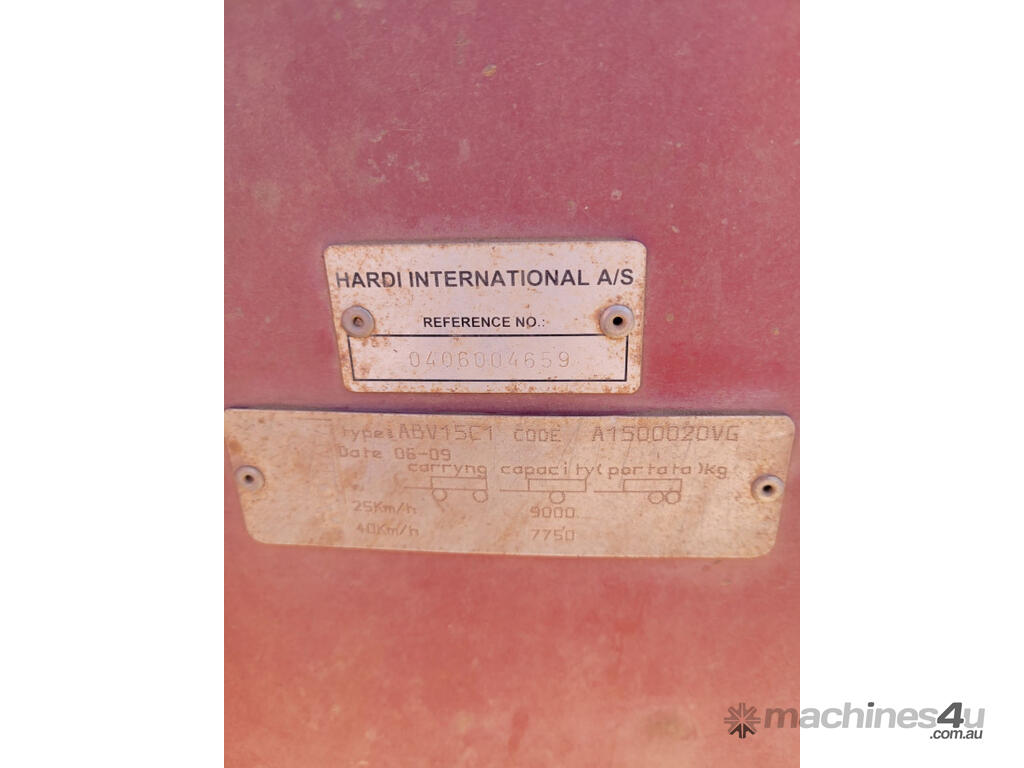 HARDI INTERNATIONAL A/S
REFERENCE NO.:
0406004659
type: ABV15C1 CODE A1500020VG
Date 06-09
carryng capacity(portata)kg
25Km/h 9000
40Km/h 7750
machines4u
.com.au